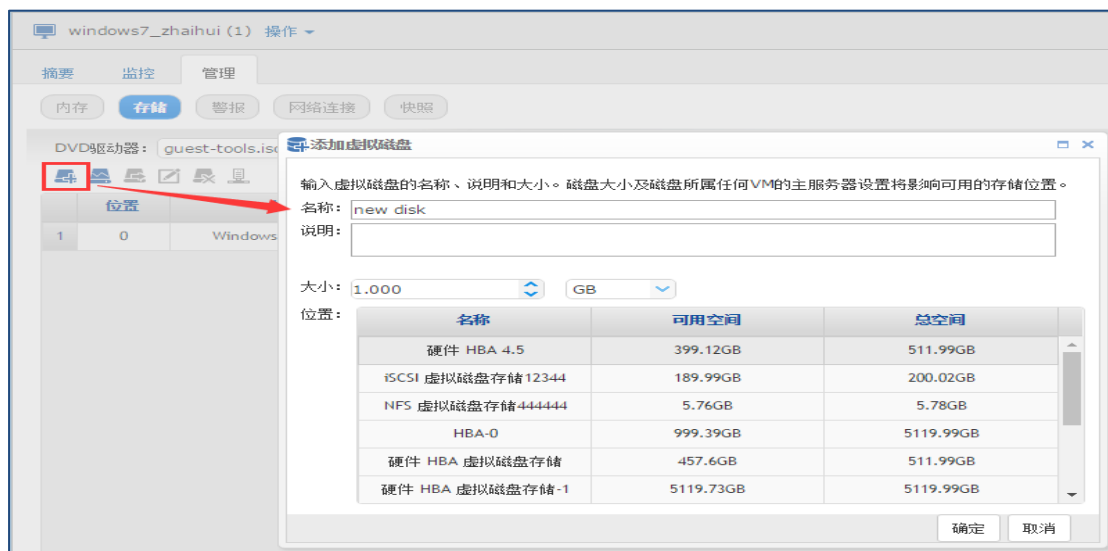 windows7_zhaihui (1) 操作
摘要 监控 管理
内存 存储 警报 网络连接 快照
DVD驱动器： guest-tools.iso
添加虚拟磁盘
输入虚拟磁盘的名称、说明和大小。磁盘大小及磁盘所属任何VM的主服务器设置将影响可用的存储位置。
名称： new disk
说明：
位置
1 0 Windows
大小： 1.000 GB
位置：
名称 可用空间 总空间
硬件 HBA 4.5 399.12GB 511.99GB
iSCSI 虚拟磁盘存储12344 189.99GB 200.02GB
NFS 虚拟磁盘存储444444 5.76GB 5.78GB
HBA-0 999.39GB 5119.99GB
硬件 HBA 虚拟磁盘存储 457.6GB 511.99GB
硬件 HBA 虚拟磁盘存储-1 5119.73GB 5119.99GB
确定 取消